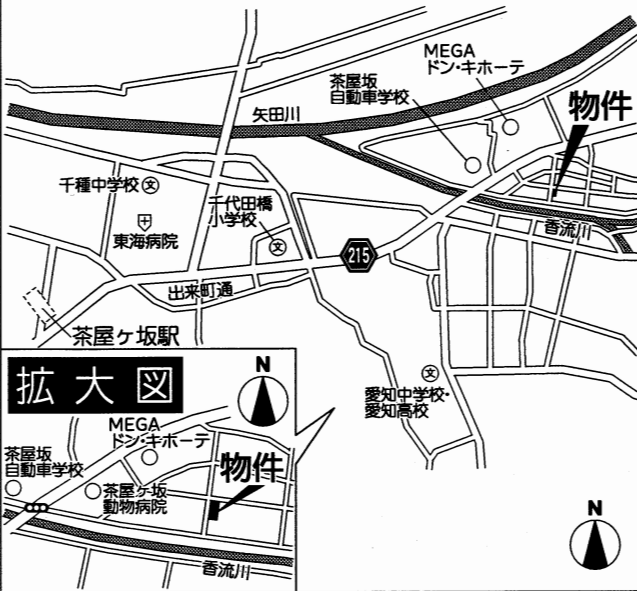 MEGA
ドン・キホーテ
茶屋坂
自動車学校
物件
矢田川
千種中学校
文
千代田橋
小学校
文
東海病院
香流川
215
出来町通
茶屋ヶ坂駅
愛知中学校・
愛知高校
文
N
拡大図
N
MEGA
ドン・キホーテ
茶屋坂
自動車学校
物件
茶屋ヶ坂
動物病院
香流川